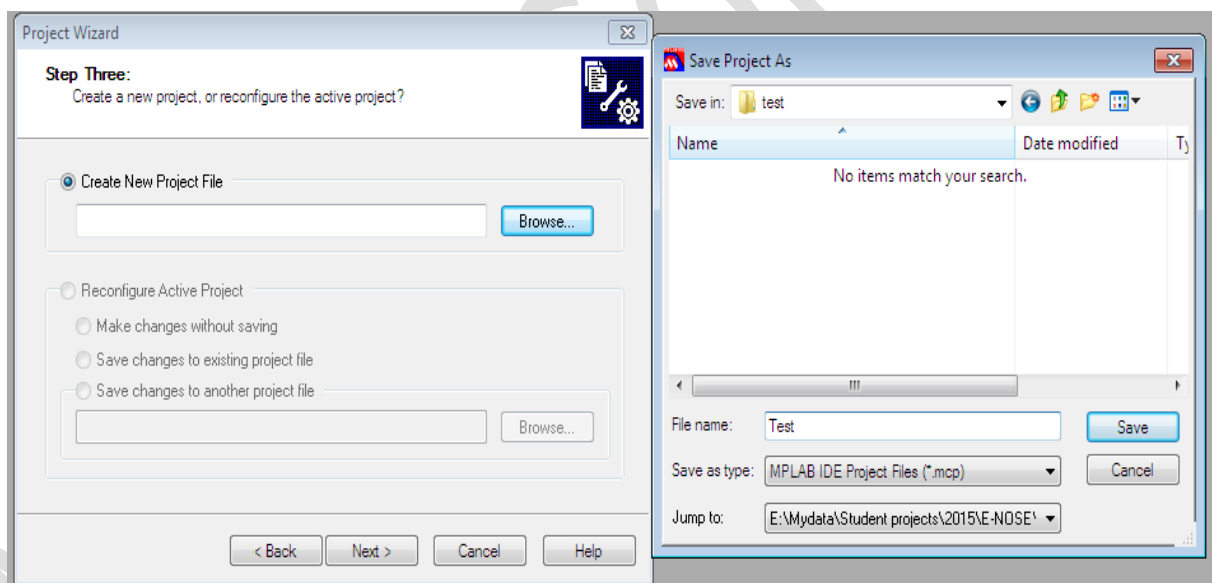 Project Wizard
Step Three:
Create a new project, or reconfigure the active project?
Create New Project File
Browse...
Reconfigure Active Project
Make changes without saving
Save changes to existing project file
Save changes to another project file
Browse...
< Back Next > Cancel Help
Save Project As
Save in: test
Name Date modified Ty
No items match your search.
File name: Test Save
Save as type: MPLAB IDE Project Files (*.mcp) Cancel
Jump to: E:\Mydata\Student projects\2015\E-NOSE\